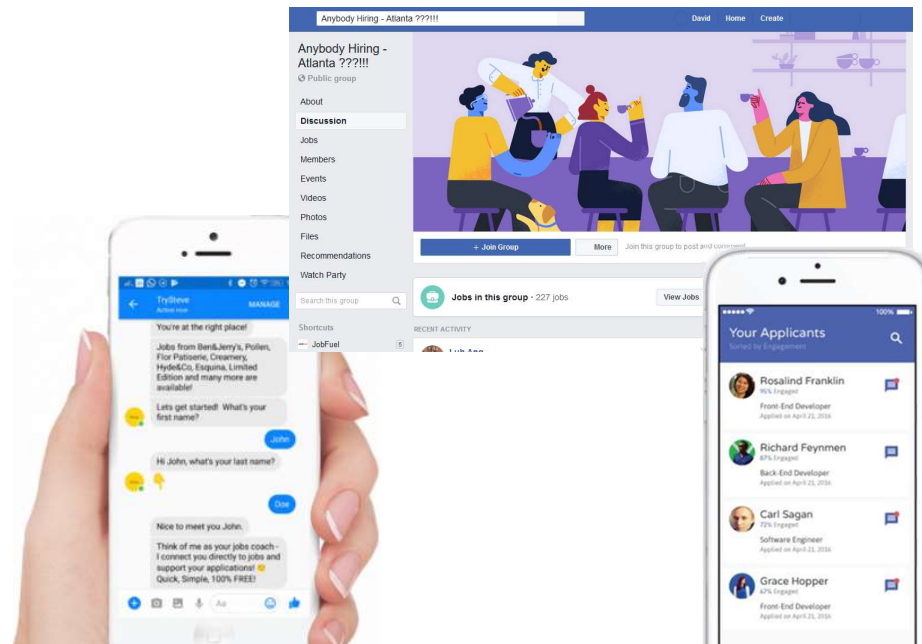 Anybody Hiring - Atlanta ???!!!
David Home Create
Anybody Hiring -
Atlanta ???!!!
Public group
About
Discussion
Jobs
Members
Events
Videos
Photos
Files
Recommendations
Watch Party
Search this group
Shortcuts
JobFuel 5
+ Join Group More Join this group to post and comment
Jobs in this group · 227 jobs View Jobs
RECENT ACTIVITY
TrySteve MANAGE
Active now
You're at the right place!
Jobs from Ben&Jerry's, Pollen,
Flor Patiserie, Creamery,
Hyde&Co, Esquina, Limited
Edition and many more are
available!
Lets get started! What's your
first name?
John
Hi John, what's your last name?
Doe
Nice to meet you John.
Think of me as your jobs coach -
I connect you directly to jobs and
support your applications!
Quick, Simple, 100% FREE!
Aa
100%
Your Applicants
Sorted by Engagement
Rosalind Franklin
95% Engaged
Front-End Developer
Applied on April 21, 2016
Richard Feynmen
87% Engaged
Back-End Developer
Applied on April 21, 2016
Carl Sagan
72% Engaged
Software Engineer
Applied on April 21, 2016
Grace Hopper
67% Engaged
Front-End Developer
Applied on April 21, 2016